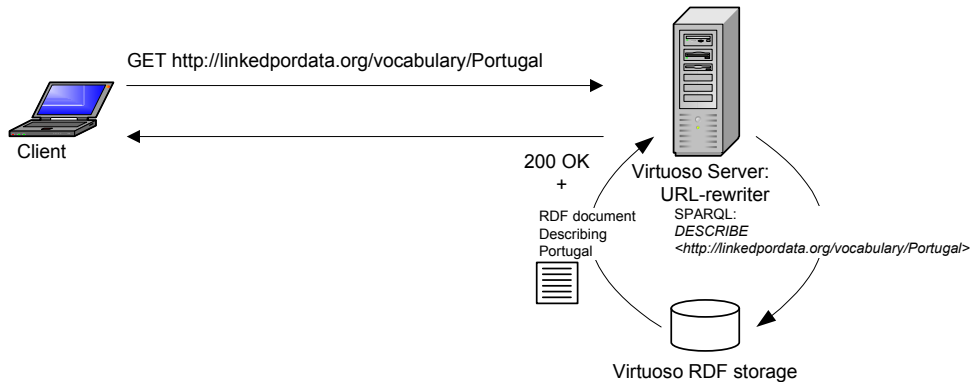 GET http://linkedpordata.org/vocabulary/Portugal
Client
200 OK
+
RDF document
Describing
Portugal
Virtuoso Server:
URL-rewriter
SPARQL:
DESCRIBE
<http://linkedpordata.org/vocabulary/Portugal>
Virtuoso RDF storage